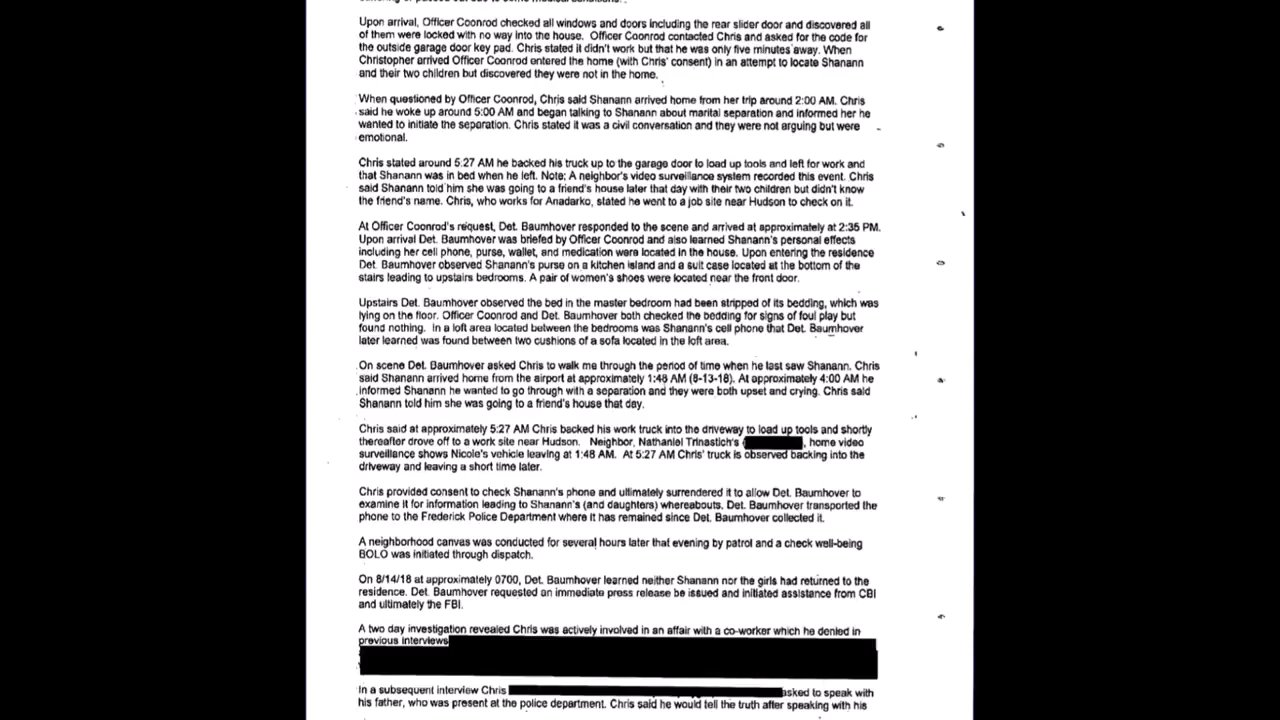 Upon arrival, Officer Coonrod checked all windows and doors including the rear slider door and discovered all
of them were locked with no way into the house.  Officer Coonrod contacted Chris and asked for the code for
the outside garage door key pad. Chris stated it didn't work but that he was only five minutes away. When
Christopher arrived Officer Coonrod entered the home (with Chris' consent) in an attempt to locate Shanann
and their two children but discovered they were not in the home.
When questioned by Officer Coonrod, Chris said Shanann arrived home from her trip around 2:00 AM. Chris
said he woke up around 5:00 AM and began talking to Shanann about marital separation and informed her he
wanted to initiate the separation. Chris stated it was a civil conversation and they were not arguing but were
emotional.
Chris stated around 5:27 AM he backed his truck up to the garage door to load up tools and left for work and
that Shanann was in bed when he left. Note: A neighbor's video surveillance system recorded this event. Chris
said Shanann told him she was going to a friend's house later that day with their two children but didn't know
the friend's name. Chris, who works for Anadarko, stated he went to a job site near Hudson to check on it.
At Officer Coonrod's request, Det. Baumhover responded to the scene and arrived at approximately at 2:35 PM.
Upon arrival Det. Baumhover was briefed by Officer Coonrod and also learned Shanann's personal effects
including her cell phone, purse, wallet, and medication were located in the house. Upon entering the residence
Det. Baumhover observed Shanann's purse on a kitchen island and a suit case located at the bottom of the
stairs leading to upstairs bedrooms. A pair of women's shoes were located near the front door.
Upstairs Det. Baumhover observed the bed in the master bedroom had been stripped of its bedding, which was
lying on the floor. Officer Coonrod and Det. Baumhover both checked the bedding for signs of foul play but
found nothing.  In a loft area located between the bedrooms was Shanann's cell phone that Det. Baumhover
later learned was found between two cushions of a sofa located in the loft area.
On scene Det. Baumhover asked Chris to walk me through the period of time when he last saw Shanann. Chris
said Shanann arrived home from the airport at approximately 1:48 AM (8-13-18). At approximately 4:00 AM he
informed Shanann he wanted to go through with a separation and they were both upset and crying. Chris said
Shanann told him she was going to a friend's house that day.
Chris said at approximately 5:27 AM Chris backed his work truck into the driveway to load up tools and shortly
thereafter drove off to a work site near Hudson.  Neighbor, Nathaniel Trinastich's ( , home video
surveillance shows Nicole's vehicle leaving at 1:48 AM.  At 5:27 AM Chris' truck is observed backing into the
driveway and leaving a short time later.
Chris provided consent to check Shanann's phone and ultimately surrendered it to allow Det. Baumhover to
examine it for information leading to Shanann's (and daughters) whereabouts. Det. Baumhover transported the
phone to the Frederick Police Department where it has remained since Det. Baumhover collected it.
A neighborhood canvas was conducted for several hours later that evening by patrol and a check well-being
BOLO was initiated through dispatch.
On 8/14/18 at approximately 0700, Det. Baumhover learned neither Shanann nor the girls had returned to the
residence. Det. Baumhover requested an immediate press release be issued and initiated assistance from CBI
and ultimately the FBI.
A two day investigation revealed Chris was actively involved in an affair with a co-worker which he denied in
previous interviews
In a subsequent interview Chris asked to speak with
his father, who was present at the police department. Chris said he would tell the truth after speaking with his